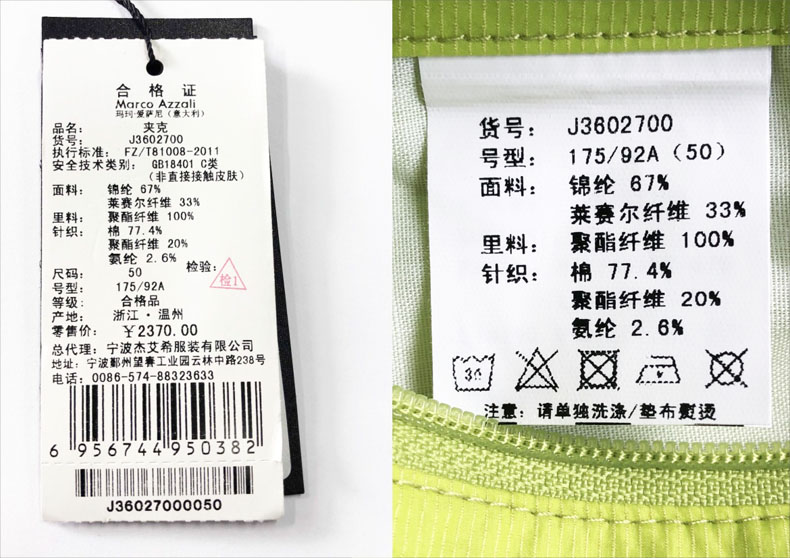 合格证
Marco Azzali
玛珂·爱萨尼（意大利）
品名： 夹克
货号： J3602700
执行标准： FZ/T81008-2011
安全技术类别： GB18401 C类
（非直接接触皮肤）
面料： 锦纶 67%
莱赛尔纤维 33%
里料： 聚酯纤维 100%
针织： 棉 77.4%
聚酯纤维 20%
氨纶 2.6%
检验：
检1
尺码： 50
号型： 175/92A
等级： 合格品
产地： 浙江·温州
零售价： ￥2370.00
总代理：宁波杰艾希服装有限公司
地址：宁波鄞州望春工业园云林中路238号
电话：0086-574-88323633
6 956744 950382
J36027000050
货号： J3602700
号型： 175/92A（50）
面料： 锦纶 67%
莱赛尔纤维 33%
里料： 聚酯纤维 100%
针织： 棉 77.4%
聚酯纤维 20%
氨纶 2.6%
30
注意：请单独洗涤/垫布熨烫